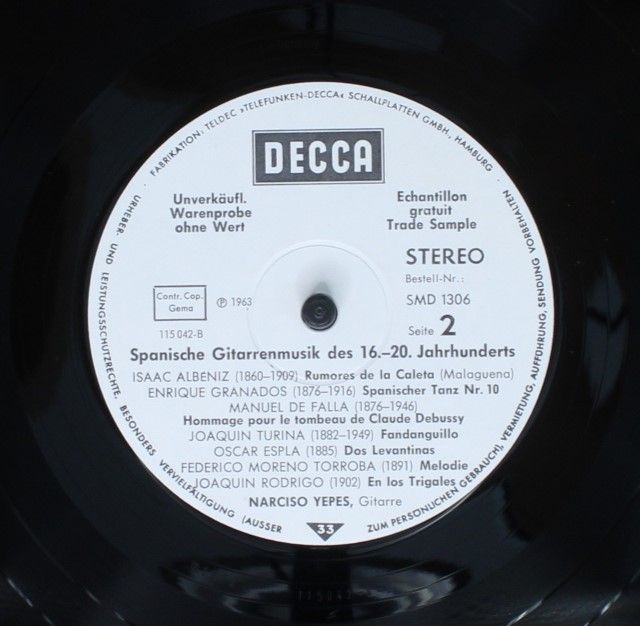 FABRIKATION: TELDEC »TELEFUNKEN-DECCA« SCHALLPLATTEN GMBH, HAMBURG
DECCA
Unverkäufl.
Warenprobe
ohne Wert
Echantillon
gratuit
Trade Sample
STEREO
Bestell-Nr.:
SMD 1306
Seite 2
Contr. Cop.
Gema
℗ 1963
115 042-B
Spanische Gitarrenmusik des 16.–20. Jahrhunderts
ISAAC ALBENIZ (1860–1909) Rumores de la Caleta (Malaguena)
ENRIQUE GRANADOS (1876–1916) Spanischer Tanz Nr. 10
MANUEL DE FALLA (1876–1946)
Hommage pour le tombeau de Claude Debussy
JOAQUIN TURINA (1882–1949) Fandanguillo
OSCAR ESPLA (1885) Dos Levantinas
FEDERICO MORENO TORROBA (1891) Melodie
JOAQUIN RODRIGO (1902) En los Trigales
NARCISO YEPES, Gitarre
33
URHEBER- UND LEISTUNGSSCHUTZRECHTE, BESONDERS VERVIELFÄLTIGUNG (AUSSER ZUM PERSÖNLICHEN GEBRAUCH), VERMIETUNG, AUFFÜHRUNG, SENDUNG VORBEHALTEN.